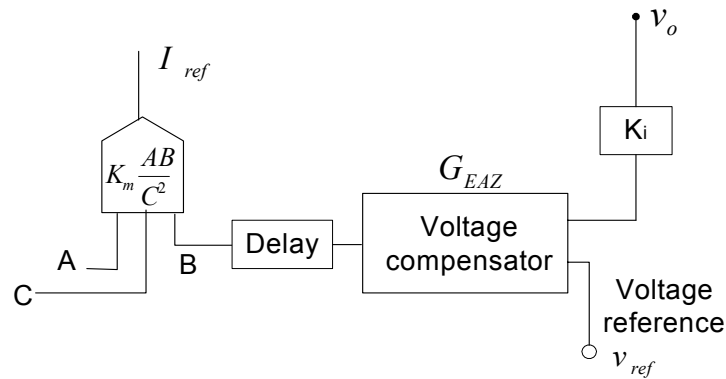 v_o
I_ref
K_i
K_m AB/C^2
G_EAZ
Voltage
compensator
Delay
A
B
C
Voltage
reference
v_ref